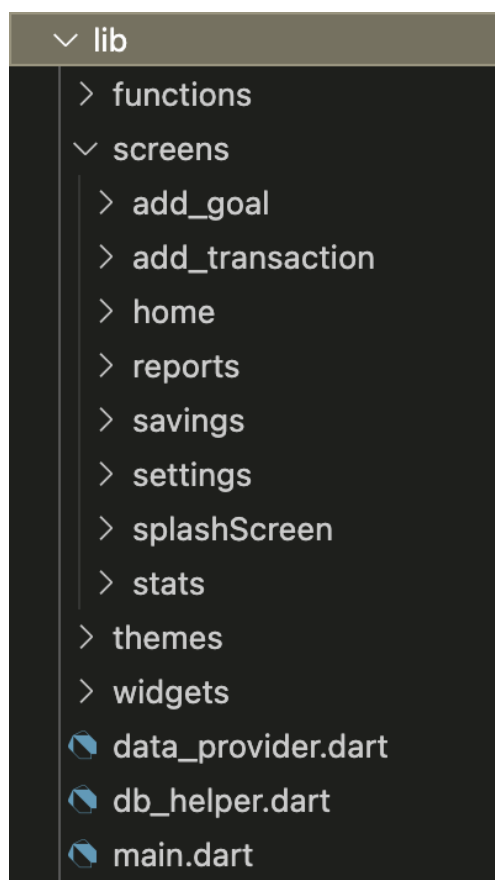 lib
functions
screens
add_goal
add_transaction
home
reports
savings
settings
splashScreen
stats
themes
widgets
data_provider.dart
db_helper.dart
main.dart